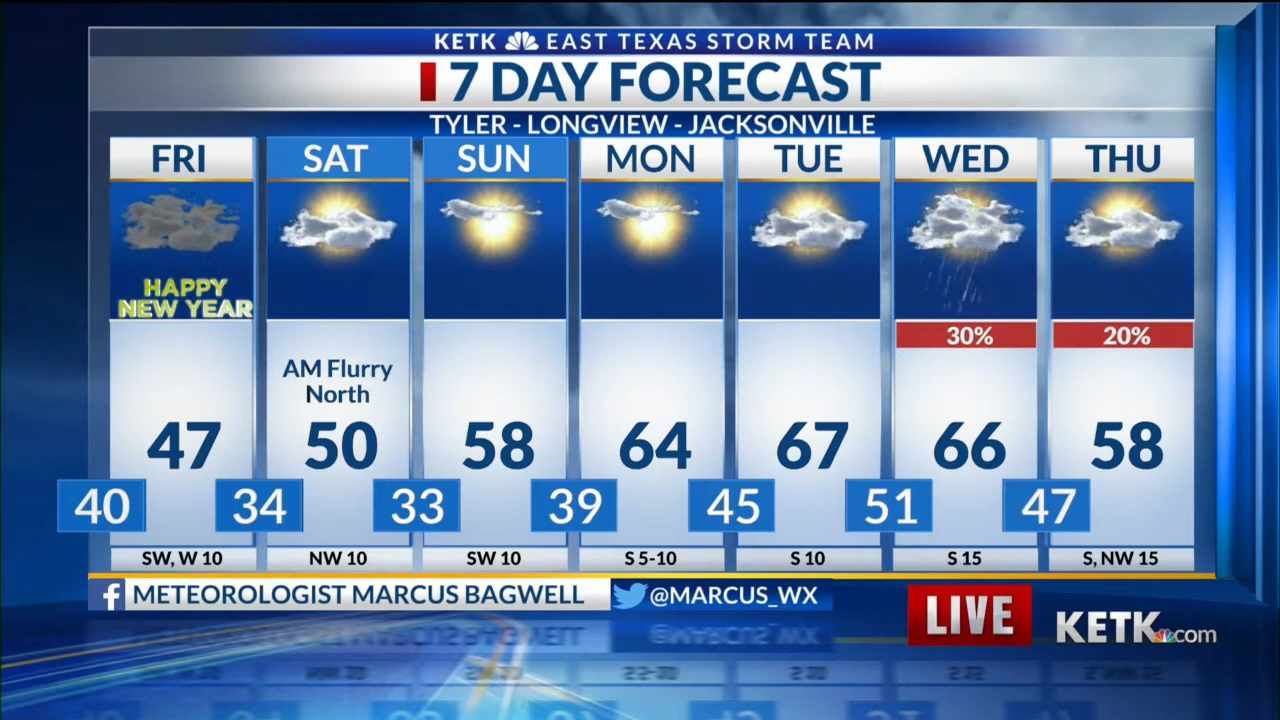 KETK EAST TEXAS STORM TEAM
7 DAY FORECAST
TYLER - LONGVIEW - JACKSONVILLE
FRI SAT SUN MON TUE WED THU
HAPPY
NEW YEAR
30% 20%
AM Flurry
North
47 50 58 64 67 66 58
40 34 33 39 45 51 47
SW, W 10 NW 10 SW 10 S 5-10 S 10 S 15 S, NW 15
f METEOROLOGIST MARCUS BAGWELL @MARCUS_WX
LIVE KETK.com